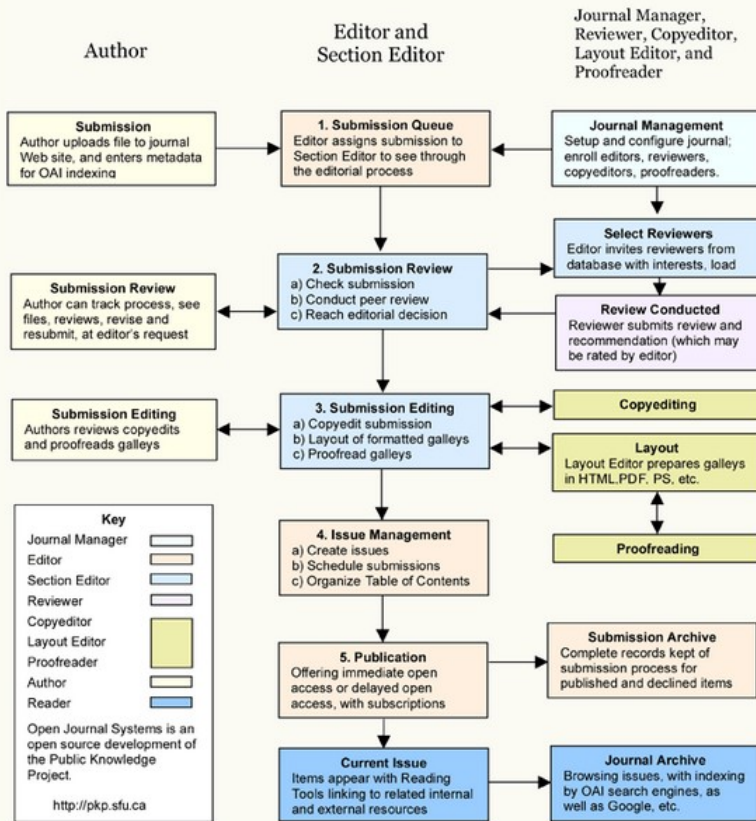 Author
Editor and
Section Editor
Journal Manager,
Reviewer, Copyeditor,
Layout Editor, and
Proofreader
Submission
Author uploads file to journal
Web site, and enters metadata
for OAI indexing
1. Submission Queue
Editor assigns submission to
Section Editor to see through
the editorial process
Journal Management
Setup and configure journal;
enroll editors, reviewers,
copyeditors, proofreaders.
Select Reviewers
Editor invites reviewers from
database with interests, load
Submission Review
Author can track process, see
files, reviews, revise and
resubmit, at editor's request
2. Submission Review
a) Check submission
b) Conduct peer review
c) Reach editorial decision
Review Conducted
Reviewer submits review and
recommendation (which may
be rated by editor)
Submission Editing
Authors reviews copyedits
and proofreads galleys
3. Submission Editing
a) Copyedit submission
b) Layout of formatted galleys
c) Proofread galleys
Copyediting
Layout
Layout Editor prepares galleys
in HTML,PDF, PS, etc.
Proofreading
Key
Journal Manager
Editor
Section Editor
Reviewer
Copyeditor
Layout Editor
Proofreader
Author
Reader
Open Journal Systems is an
open source development of
the Public Knowledge
Project.
http://pkp.sfu.ca
4. Issue Management
a) Create issues
b) Schedule submissions
c) Organize Table of Contents
5. Publication
Offering immediate open
access or delayed open
access, with subscriptions
Submission Archive
Complete records kept of
submission process for
published and declined items
Current Issue
Items appear with Reading
Tools linking to related internal
and external resources
Journal Archive
Browsing issues, with indexing
by OAI search engines, as
well as Google, etc.